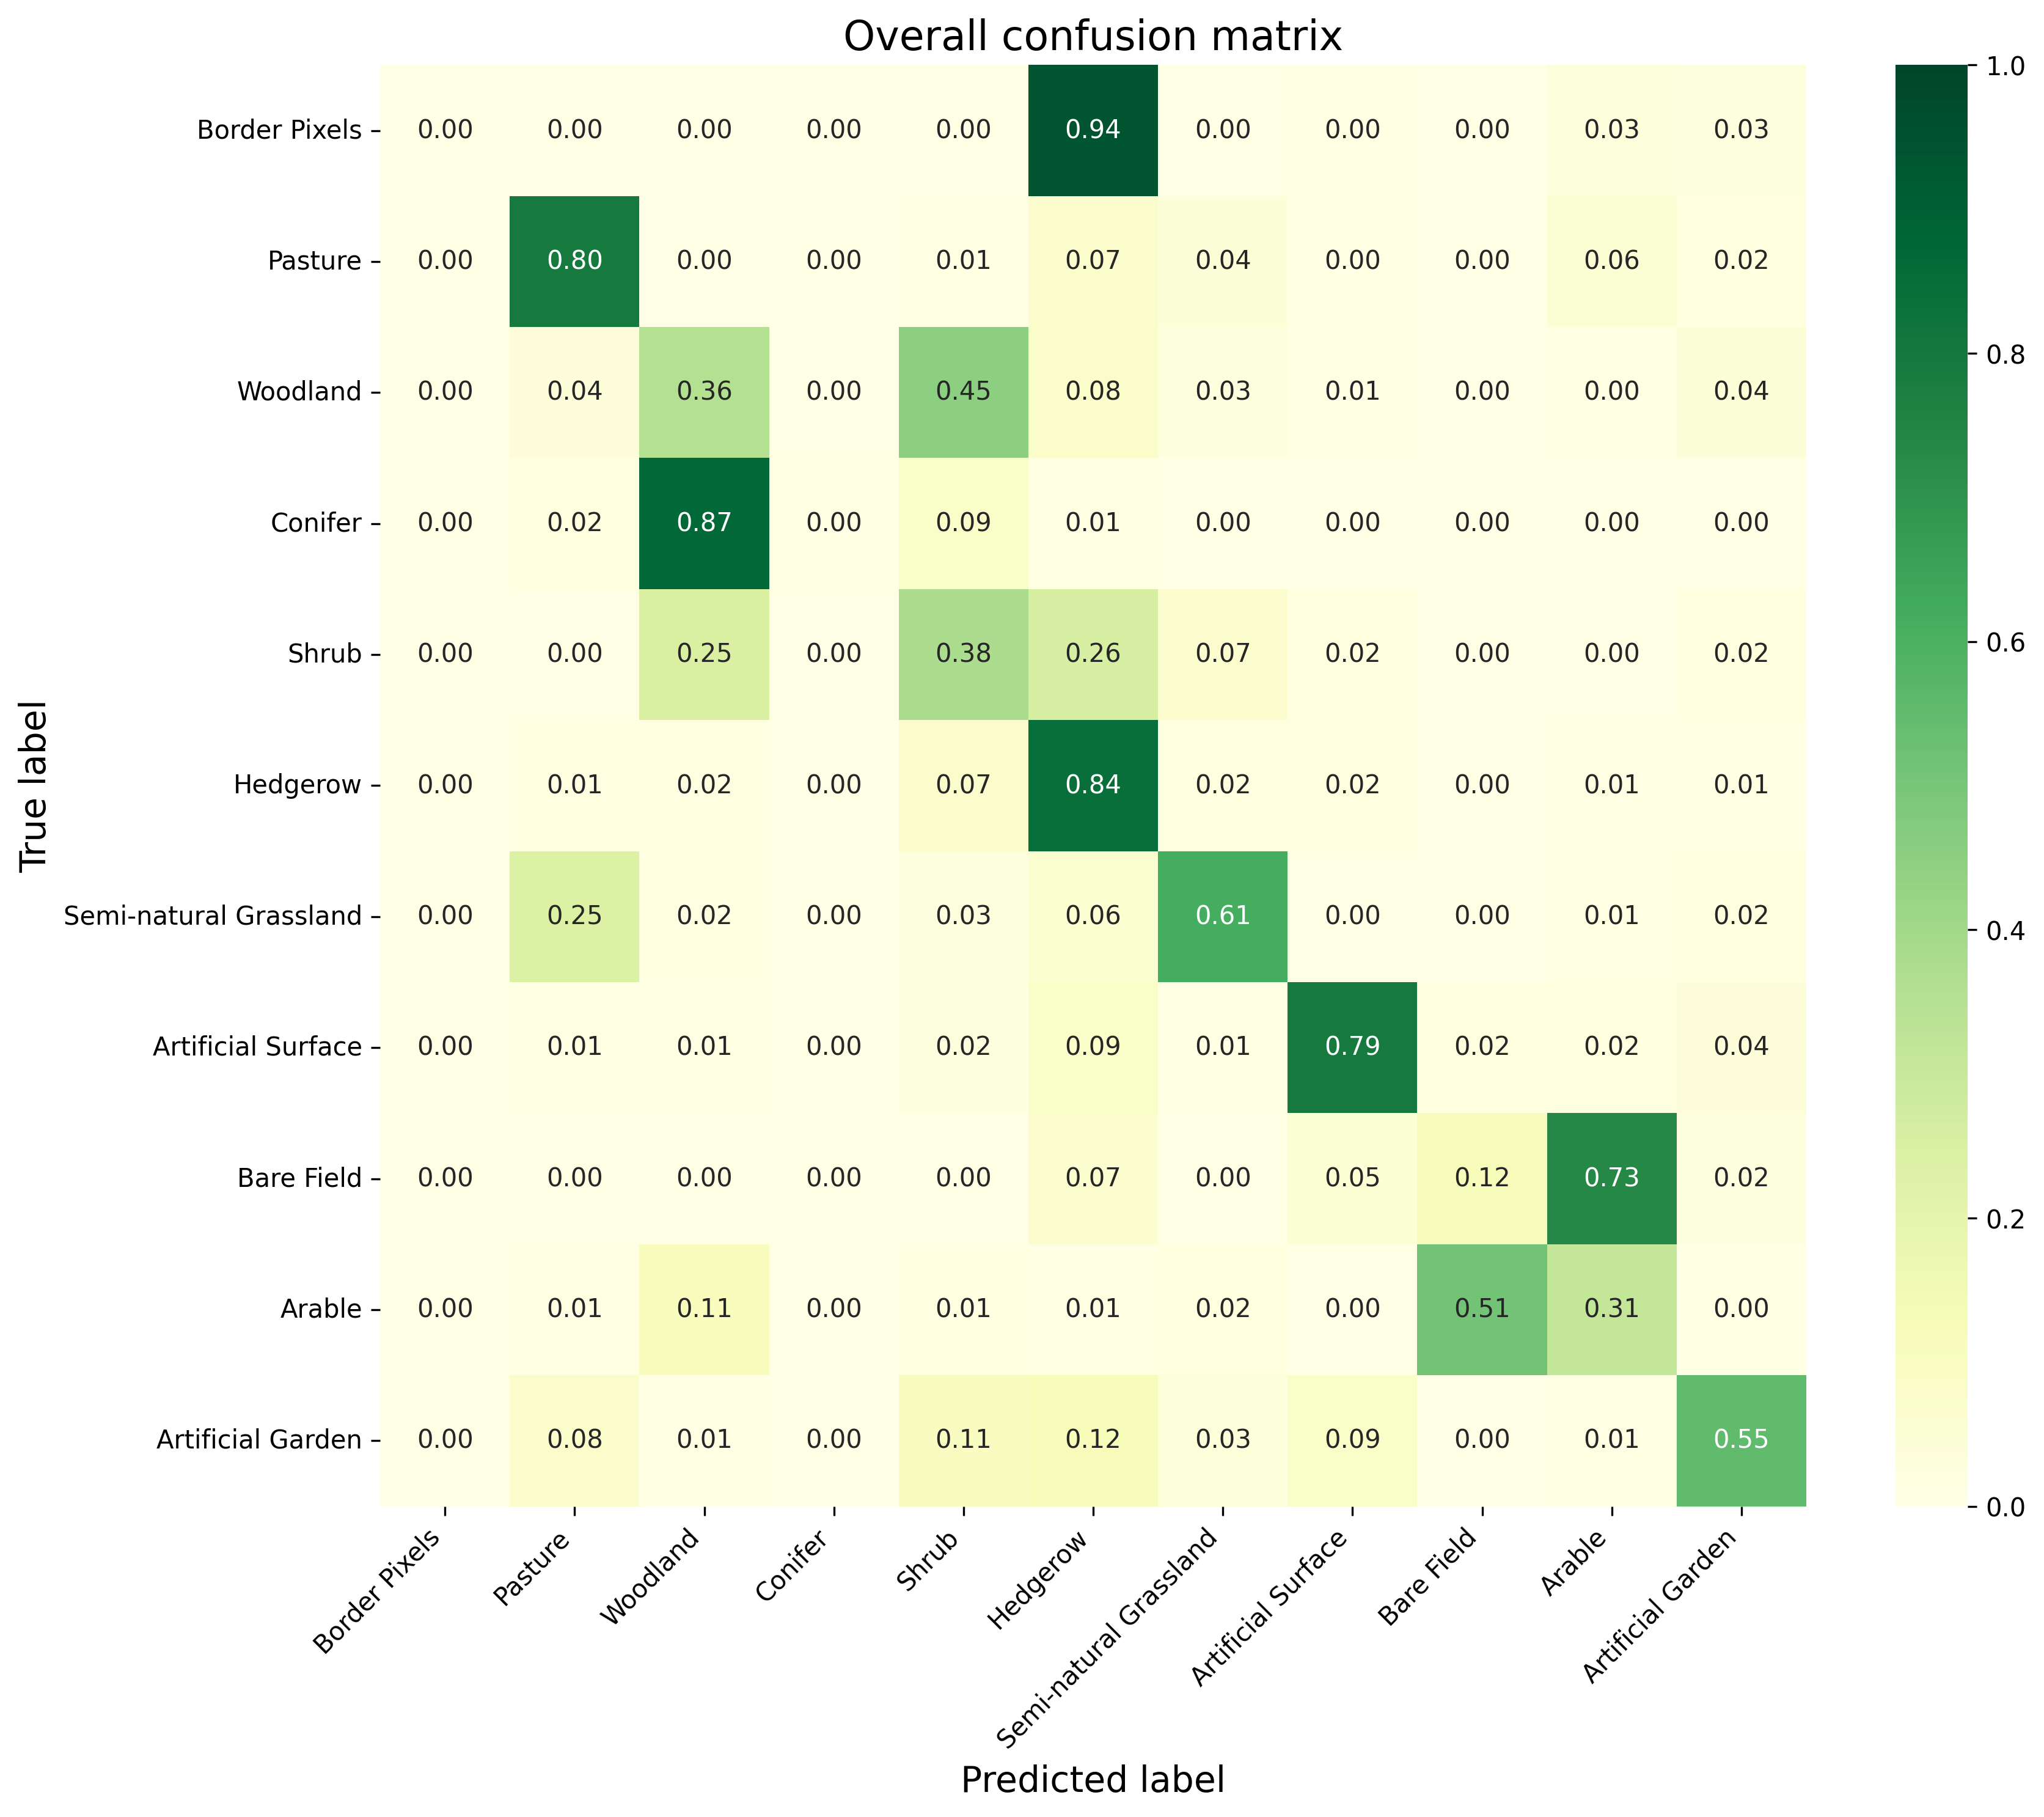 Overall confusion matrix
Border Pixels 0.00 0.00 0.00 0.00 0.00 0.94 0.00 0.00 0.00 0.03 0.03
Pasture 0.00 0.80 0.00 0.00 0.01 0.07 0.04 0.00 0.00 0.06 0.02
Woodland 0.00 0.04 0.36 0.00 0.45 0.08 0.03 0.01 0.00 0.00 0.04
Conifer 0.00 0.02 0.87 0.00 0.09 0.01 0.00 0.00 0.00 0.00 0.00
Shrub 0.00 0.00 0.25 0.00 0.38 0.26 0.07 0.02 0.00 0.00 0.02
Hedgerow 0.00 0.01 0.02 0.00 0.07 0.84 0.02 0.02 0.00 0.01 0.01
Semi-natural Grassland 0.00 0.25 0.02 0.00 0.03 0.06 0.61 0.00 0.00 0.01 0.02
Artificial Surface 0.00 0.01 0.01 0.00 0.02 0.09 0.01 0.79 0.02 0.02 0.04
Bare Field 0.00 0.00 0.00 0.00 0.00 0.07 0.00 0.05 0.12 0.73 0.02
Arable 0.00 0.01 0.11 0.00 0.01 0.01 0.02 0.00 0.51 0.31 0.00
Artificial Garden 0.00 0.08 0.01 0.00 0.11 0.12 0.03 0.09 0.00 0.01 0.55
True label
Border Pixels
Pasture
Woodland
Conifer
Shrub
Hedgerow
Semi-natural Grassland
Artificial Surface
Bare Field
Arable
Artificial Garden
Predicted label
1.0
0.8
0.6
0.4
0.2
0.0